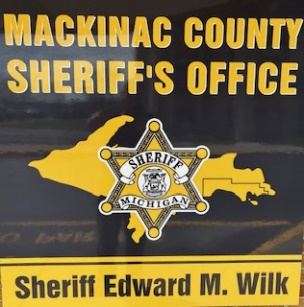 MACKINAC COUNTY
SHERIFF'S OFFICE
SHERIFF
MICHIGAN
Sheriff Edward M. Wilk